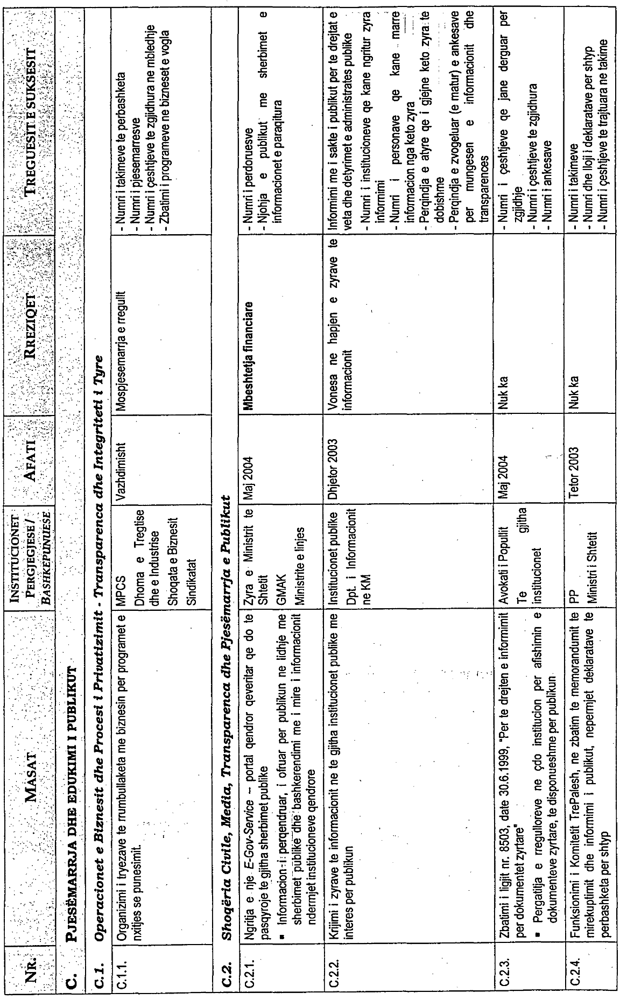 NR.
MASAT
INSTITUCIONET
PERGJEGJESE /
BASHKEPUNUESE
AFATI
RREZIQET
TREGUESIT E SUKSESIT
C. PJESËMARRJA DHE EDUKIMI I PUBLIKUT
C.1. Operacionet e Biznesit dhe Procesi i Privatizimit - Transparenca dhe Integriteti i Tyre
C.1.1.
Organizimi i tryezave te rrumbullaketa me biznesin per programet e
nxitjes se punesimit.
MPCS
Dhoma e Tregtise
dhe e Industrise
Shoqata e Biznesit
Sindikatat
Vazhdimisht
Mospjesemarrja e rregullt
- Numri i takimeve te perbashketa
- Numri i pjesemarresve
- Numri i çeshtjeve te zgjidhura ne mbledhje
- Zbatimi i programeve ne bizneset e vogla
C.2. Shoqëria Civile, Media, Transparenca dhe Pjesëmarrja e Publikut
C.2.1.
Ngritja e nje E-Gov-Service – portal qendror qeveritar qe do te
pasqyroje te gjitha sherbimet publike
▪ Informacion i perqendruar, i ofruar per publikun ne lidhje me
sherbimet publike dhe bashkerendimi me i mire i informacionit
ndermjet institucioneve qendrore
Zyra e Ministrit te
Shtetit
GMAK
Ministrite e linjes
Maj 2004
Mbeshtetja financiare
- Numri i perdoruesve
- Njohja e publikut me sherbimet e
informacionet e paraqitura
C.2.2.
Krijimi i zyrave te informacionit ne te gjitha institucionet publike me
interes per publikun
Institucionet publike
Dpt. i Informacionit
ne KM
Dhjetor 2003
Vonesa ne hapjen e zyrave te
informacionit
Informimi me i sakte i publikut per te drejtat e
veta dhe detyrimet e administrates publike
- Numri i institucioneve qe kane ngritur zyra
informimi
- Numri i personave qe kane marre
informacion nga keto zyra
- Perqindja e atyre qe i gjejne keto zyra te
dobishme
- Perqindja e zvogeluar (e matur) e ankesave
per mungesen e informacionit dhe
transparences
C.2.3.
Zbatimi i ligjit nr. 8503, date 30.6.1999, "Per te drejten e informimit
per dokumentet zyrtare"
▪ Pergatitja e rregulloreve ne çdo institucion per afishimin e
dokumenteve zyrtare, te disponueshme per publikun
Avokati i Popullit
Te gjitha
institucionet
Maj 2004
Nuk ka
- Numri i çeshtjeve qe jane derguar per
zgjidhje
- Numri i çeshtjeve te zgjidhura
- Numri i ankesave
C.2.4.
Funksionimi i Komitetit TrePalesh, ne zbatim te memorandumit te
mirekuptimit dhe informimi i publikut, nepermjet deklaratave te
perbashketa per shtyp
PP
Ministri i Shtetit
Tetor 2003
Nuk ka
- Numri i takimeve
- Numri dhe lloji i deklaratave per shtyp
- Numri i çeshtjeve te trajtuara ne takime